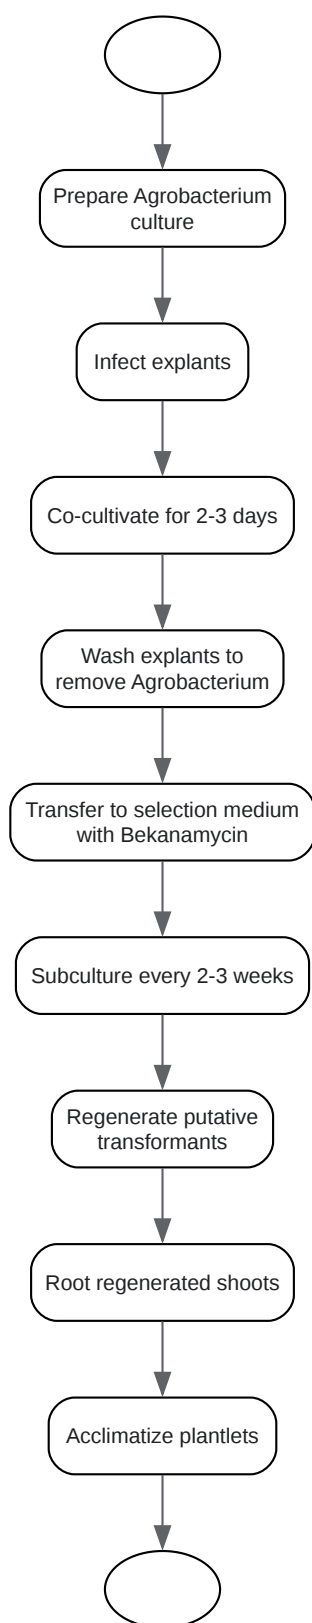 Prepare Agrobacterium
culture
Infect explants
Co-cultivate for 2-3 days
Wash explants to
remove Agrobacterium
Transfer to selection medium
with Bekanamycin
Subculture every 2-3 weeks
Regenerate putative
transformants
Root regenerated shoots
Acclimatize plantlets